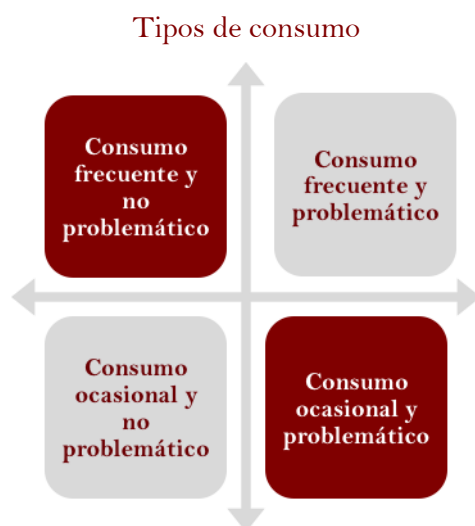 Tipos de consumo
Consumo
frecuente y
no
problemático
Consumo
frecuente y
problemático
Consumo
ocasional y
no
problemático
Consumo
ocasional y
problemático